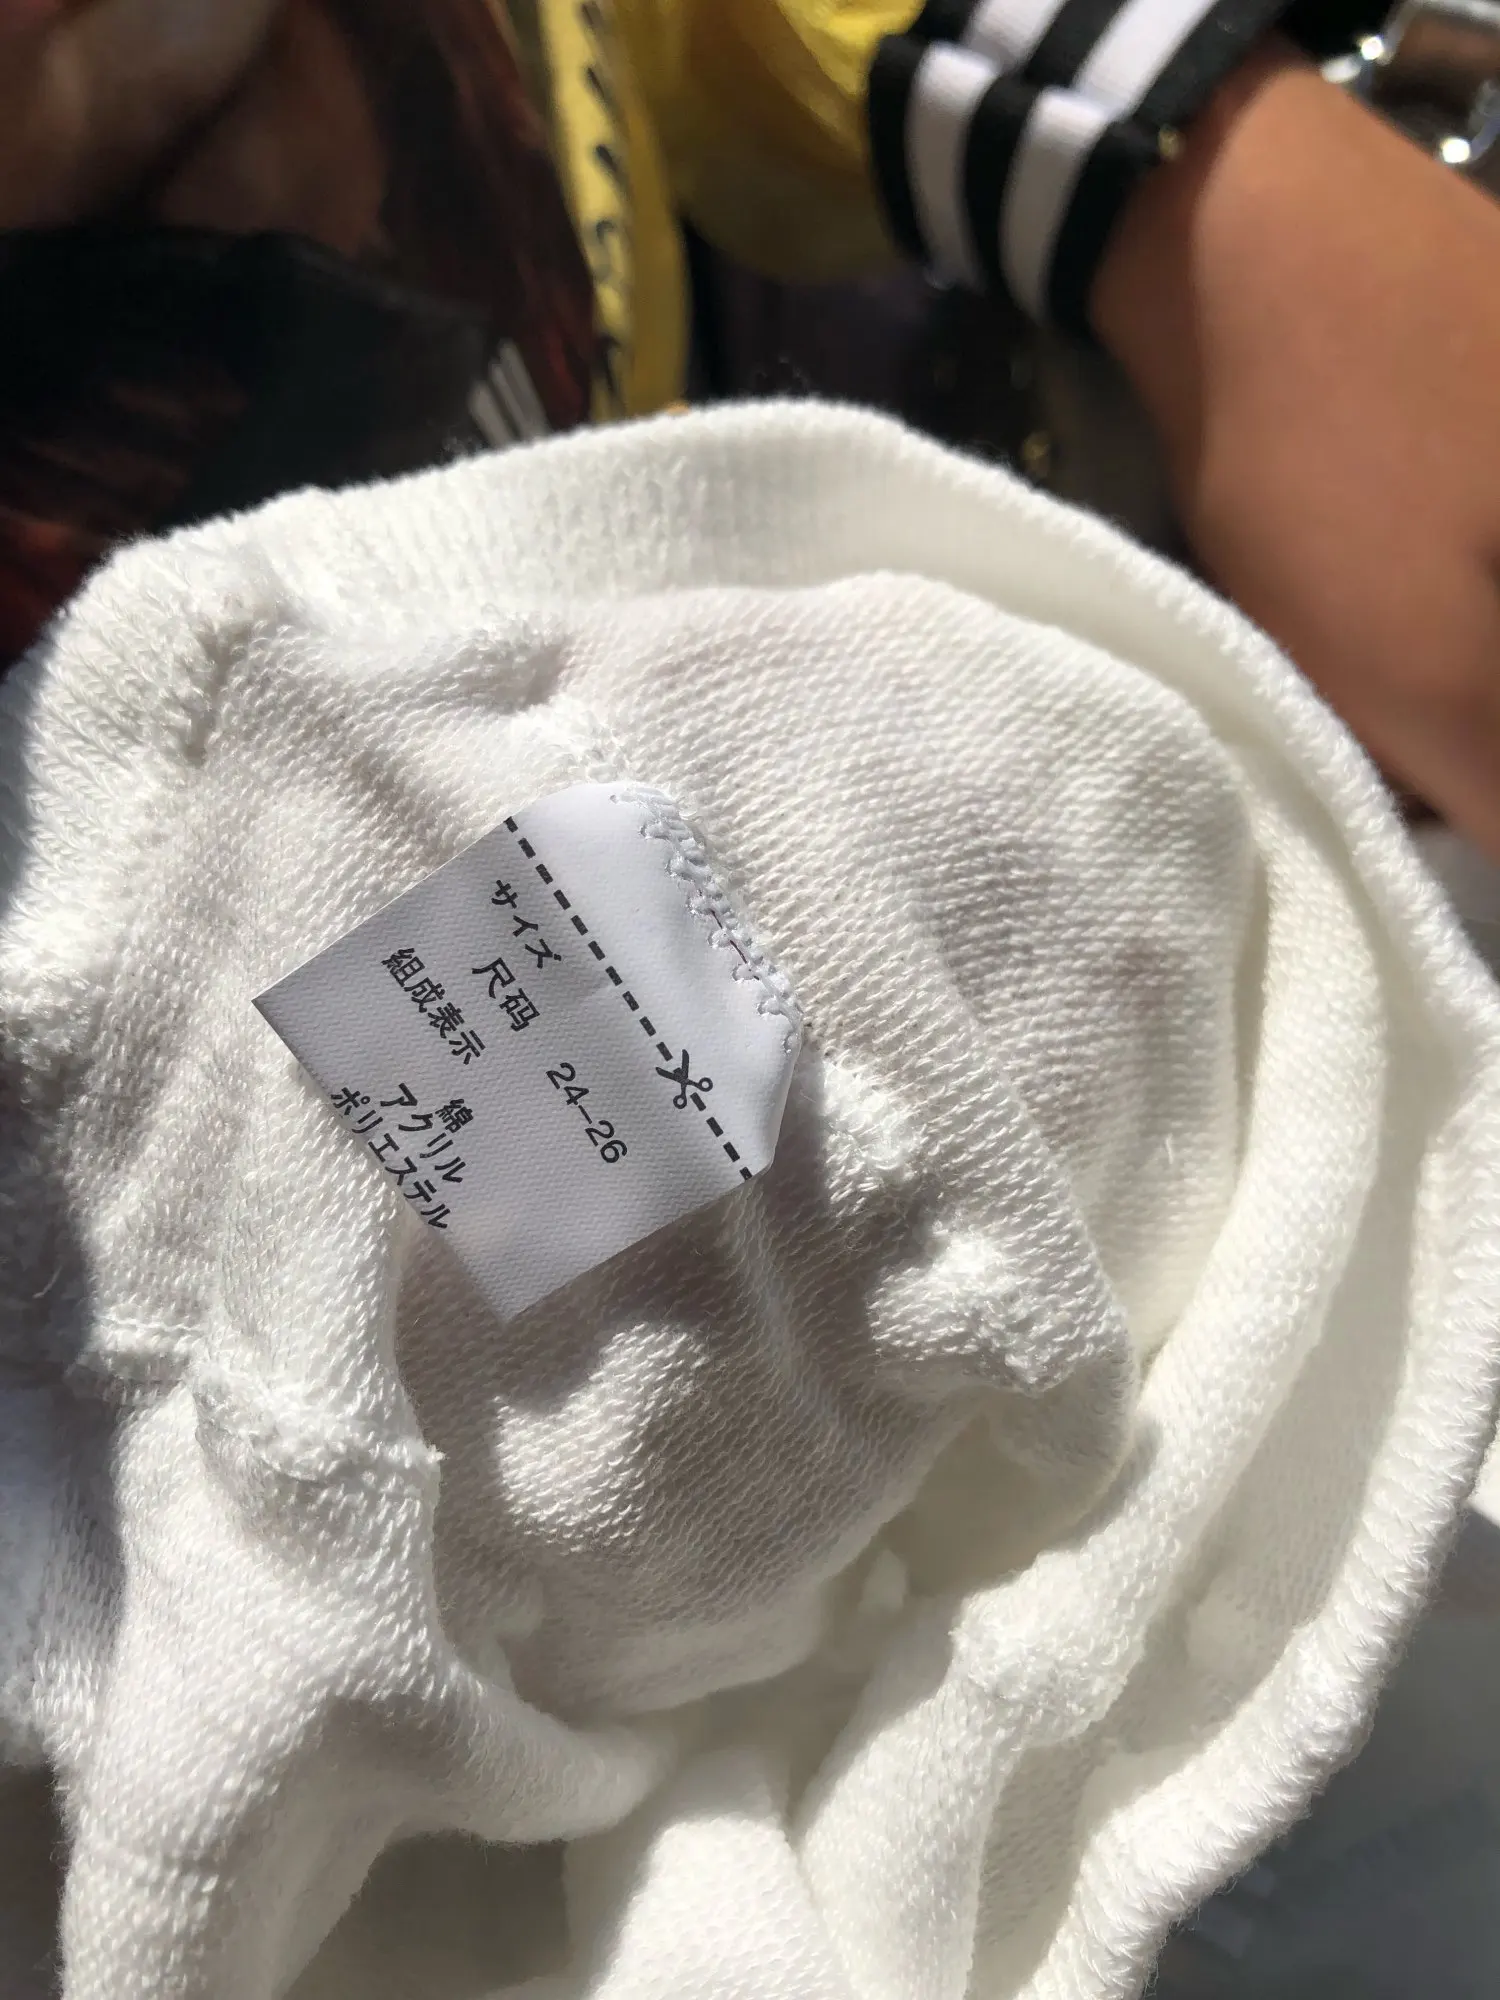 サイズ
尺码 24-26
組成表示
綿
アクリル
ポリエステル